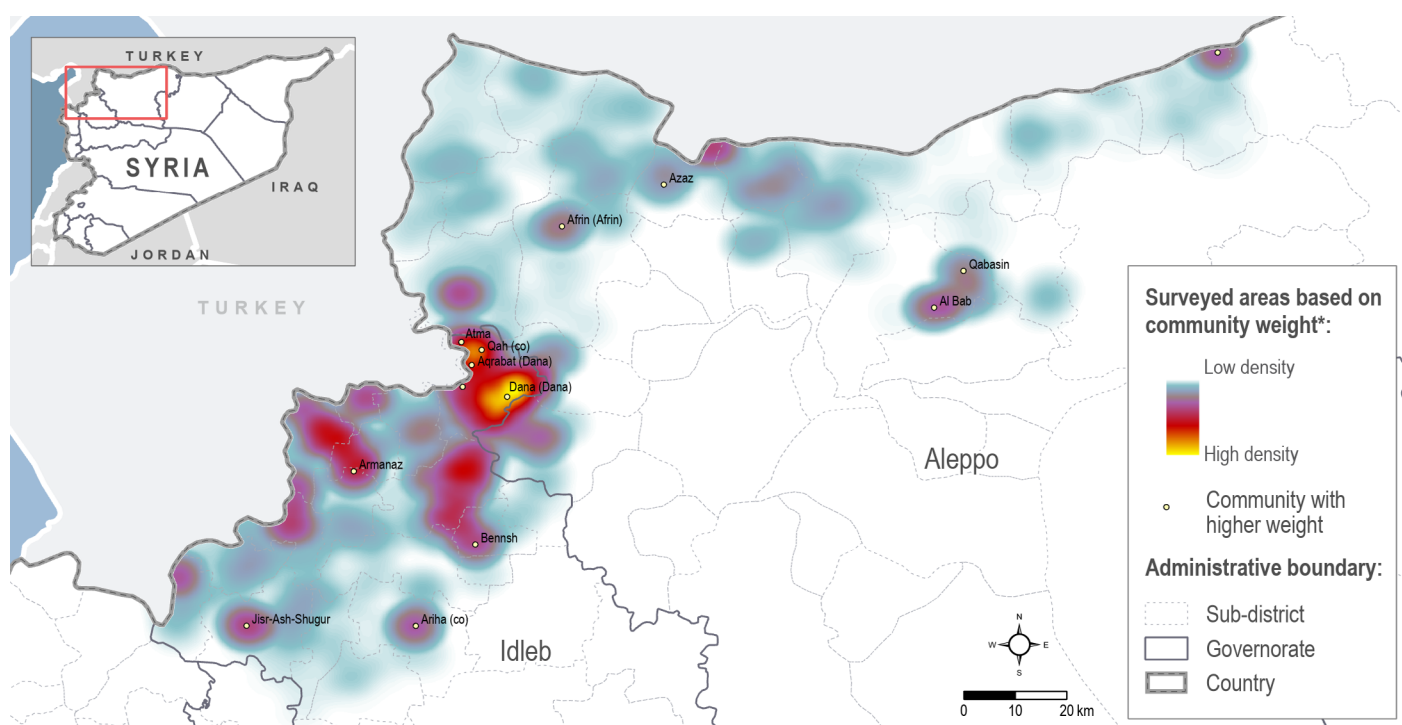 TURKEY
SYRIA
IRAQ
JORDAN
TURKEY
Azaz
Afrin (Afrin)
Qabasin
Al Bab
Atma
Qah (co)
Aqrabat (Dana)
Dana (Dana)
Armanaz
Aleppo
Bennsh
Jisr-Ash-Shugur
Ariha (co)
Idleb
Surveyed areas based on
community weight*:
Low density
High density
Community with
higher weight
Administrative boundary:
Sub-district
Governorate
Country
N
W
E
S
0 10 20 km